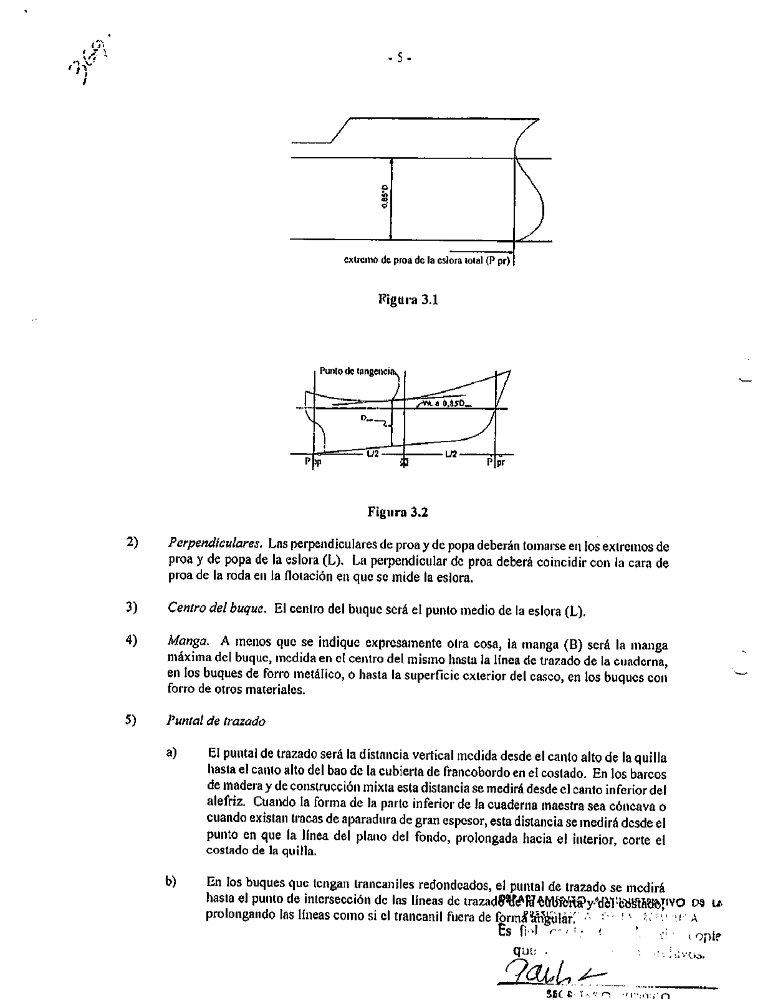 369.
- 5 -
0.85*D
extremo de proa de la eslora total (P pr)
Figura 3.1
Punto de tangencia
WL a 0,85D
D
L/2
L/2
P pp
P pr
Figura 3.2
2) Perpendiculares. Las perpendiculares de proa y de popa deberán tomarse en los extremos de
proa y de popa de la eslora (L). La perpendicular de proa deberá coincidir con la cara de
proa de la roda en la flotación en que se mide la eslora.
3) Centro del buque. El centro del buque será el punto medio de la eslora (L).
4) Manga. A menos que se indique expresamente otra cosa, la manga (B) será la manga
máxima del buque, medida en el centro del mismo hasta la línea de trazado de la cuaderna,
en los buques de forro metálico, o hasta la superficie exterior del casco, en los buques con
forro de otros materiales.
5) Puntal de trazado
a) El puntal de trazado será la distancia vertical medida desde el canto alto de la quilla
hasta el canto alto del bao de la cubierta de francobordo en el costado. En los barcos
de madera y de construcción mixta esta distancia se medirá desde el canto inferior del
alefriz. Cuando la forma de la parte inferior de la cuaderna maestra sea cóncava o
cuando existan tracas de aparadura de gran espesor, esta distancia se medirá desde el
punto en que la línea del plano del fondo, prolongada hacia el interior, corte el
costado de la quilla.
b) En los buques que tengan trancaniles redondeados, el puntal de trazado se medirá
hasta el punto de intersección de las líneas de trazado de la cubierta y del costado,
prolongando las líneas como si el trancanil fuera de forma angular.
DEPARTAMENTO ADMINISTRATIVO DE LA
Es fiel copia
que